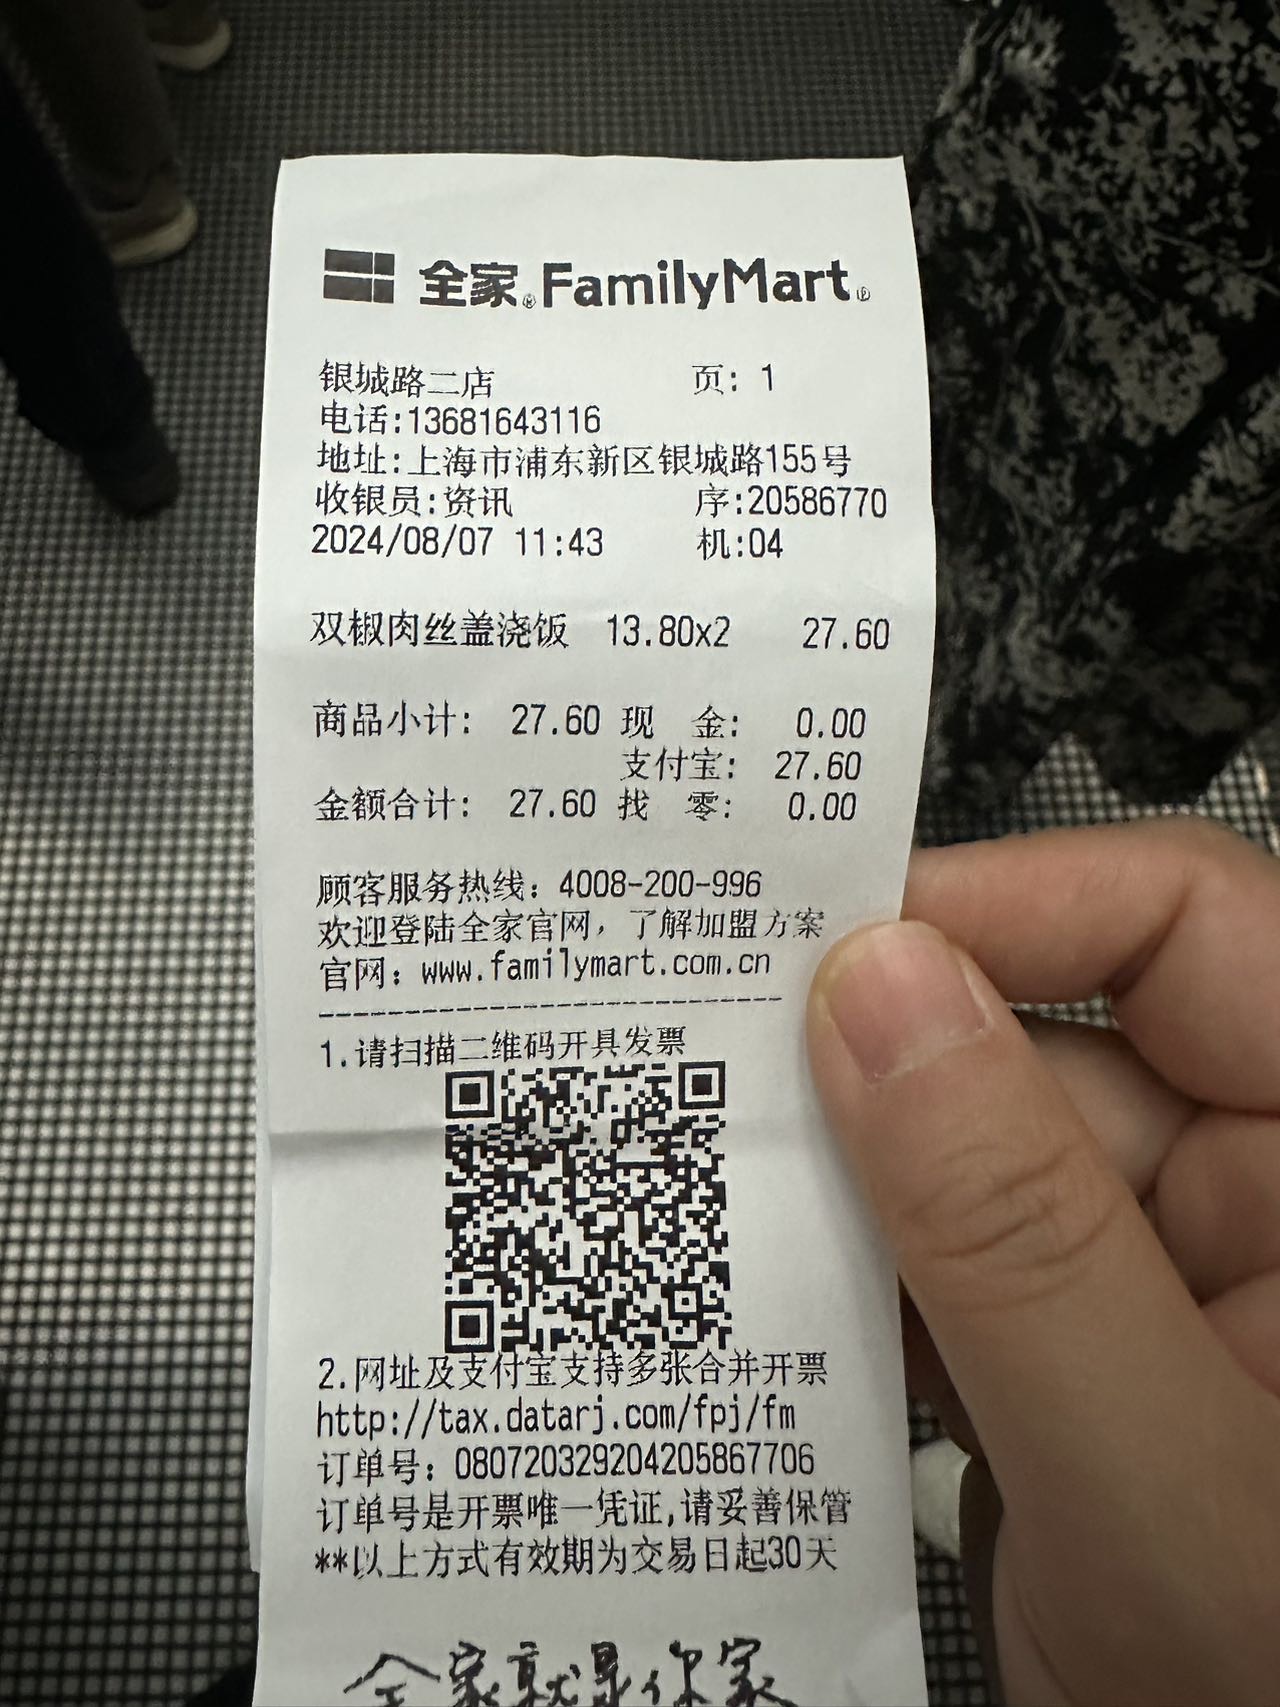 全家®FamilyMart®
银城路二店 页: 1
电话:13681643116
地址:上海市浦东新区银城路155号
收银员:资讯 序:20586770
2024/08/07 11:43 机:04
双椒肉丝盖浇饭 13.80x2 27.60
商品小计: 27.60 现 金: 0.00
支付宝: 27.60
金额合计: 27.60 找 零: 0.00
顾客服务热线: 4008-200-996
欢迎登陆全家官网, 了解加盟方案
官网: www.familymart.com.cn
--------------------------------
1.请扫描二维码开具发票
2.网址及支付宝支持多张合并开票
http://tax.datarj.com/fpj/fm
订单号: 080720329204205867706
订单号是开票唯一凭证,请妥善保管
**以上方式有效期为交易日起30天
全家就是你家